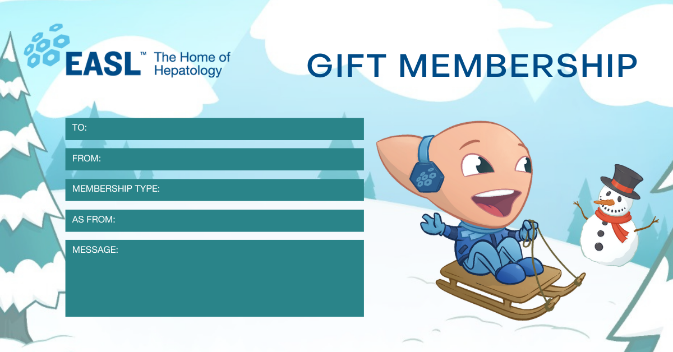 EASL™ The Home of
Hepatology
GIFT MEMBERSHIP
TO:
FROM:
MEMBERSHIP TYPE:
AS FROM:
MESSAGE: